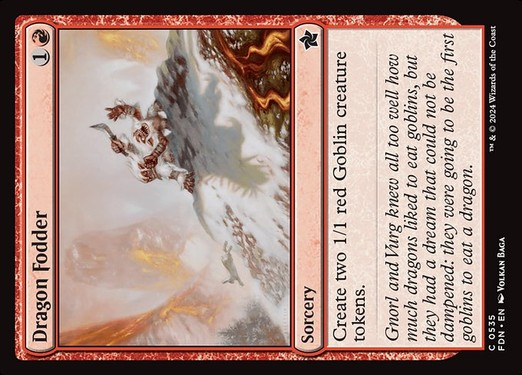 Dragon Fodder 1
Sorcery
Create two 1/1 red Goblin creature
tokens.
Gnorl and Vurg knew all too well how
much dragons liked to eat goblins, but
they had a dream that could not be
dampened: they were going to be the first
goblins to eat a dragon.
C 0535
FDN • EN VOLKAN BAGA
™ & © 2024 Wizards of the Coast